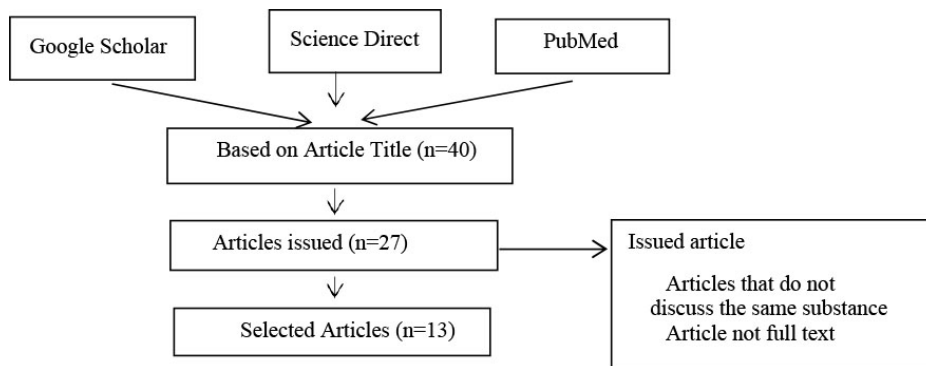 Google Scholar
Science Direct
PubMed
Based on Article Title (n=40)
Articles issued (n=27)
Issued article
Articles that do not
discuss the same substance
Article not full text
Selected Articles (n=13)